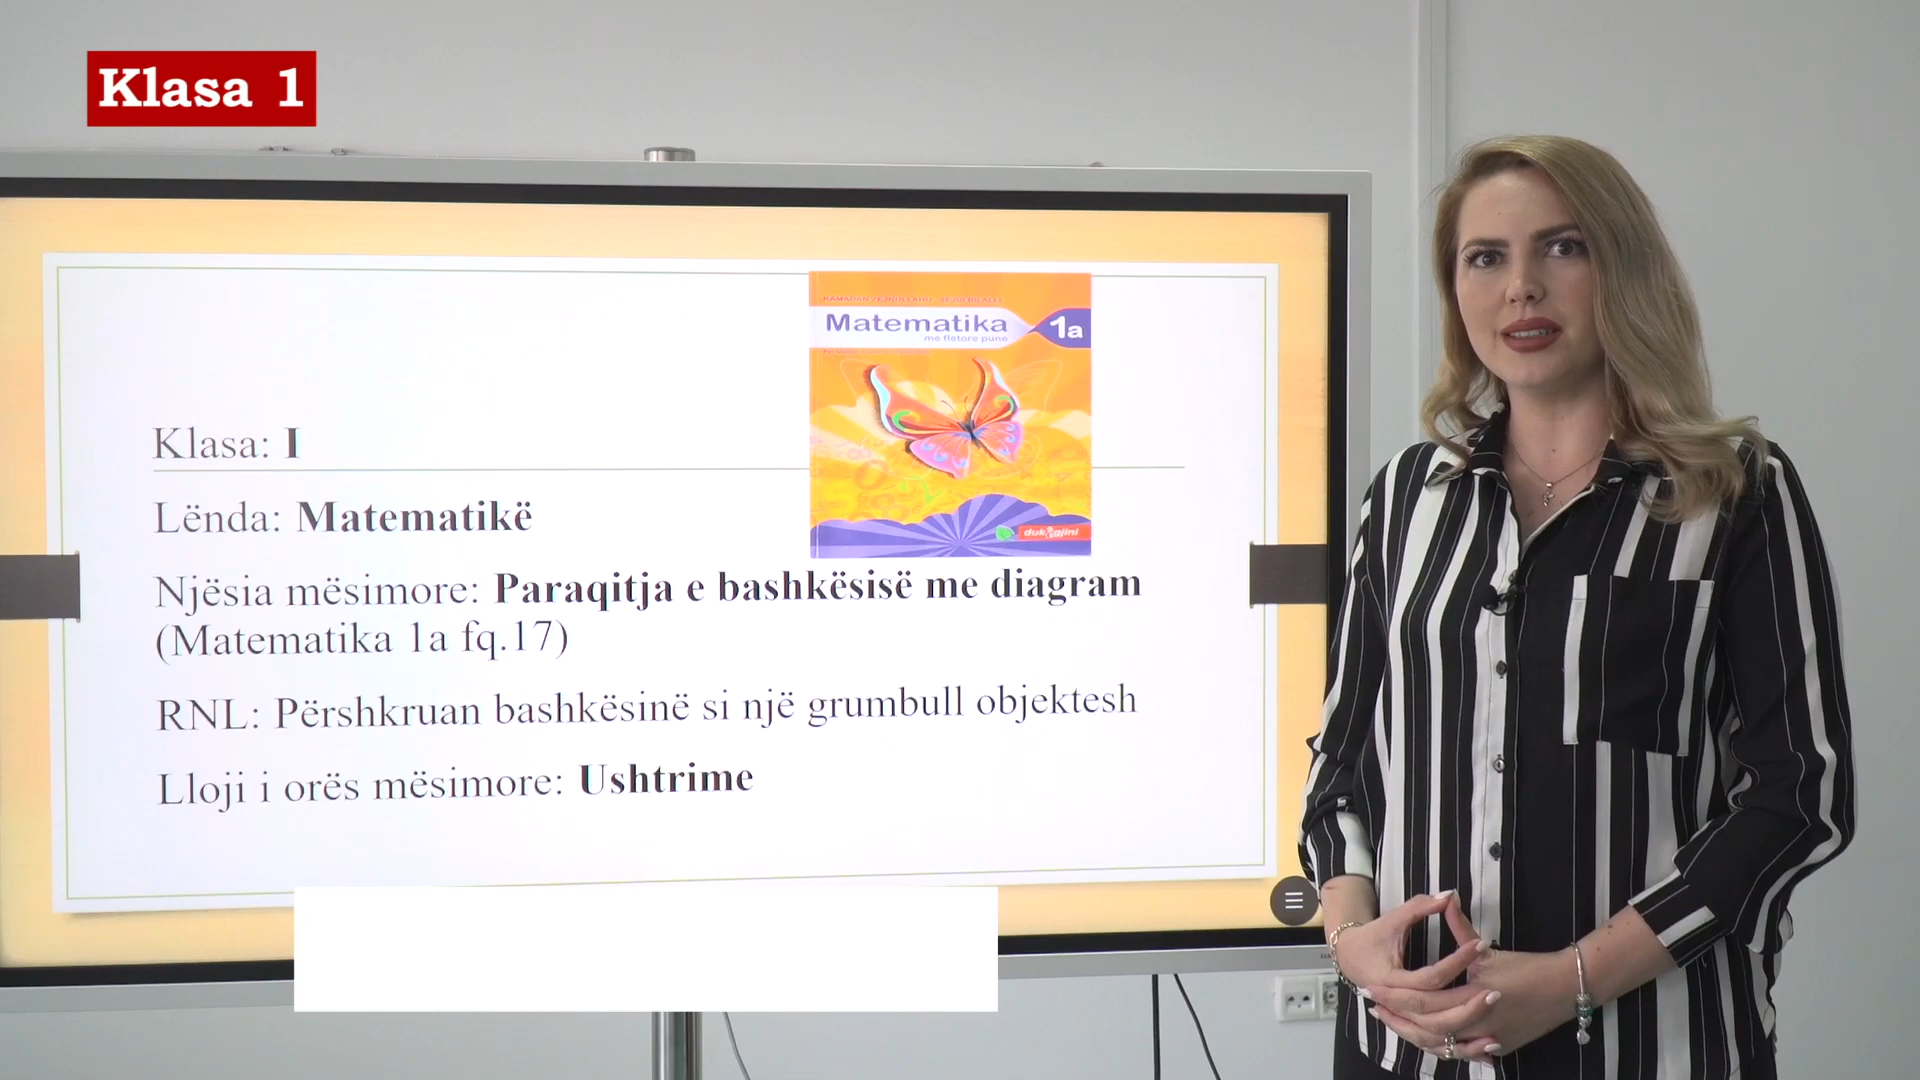 Klasa 1
Matematika 1a
me fletore pune
dukagjini
Klasa: I
Lënda: Matematikë
Njësia mësimore: Paraqitja e bashkësisë me diagram
(Matematika 1a fq.17)
RNL: Përshkruan bashkësinë si një grumbull objektesh
Lloji i orës mësimore: Ushtrime